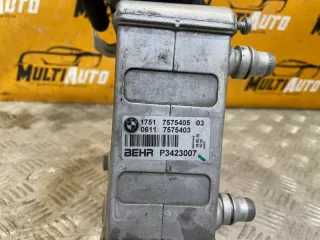 MULTIAUTO
MULTIAUTO
1751 7575405 03
0611 7575403
BEHR P3423007